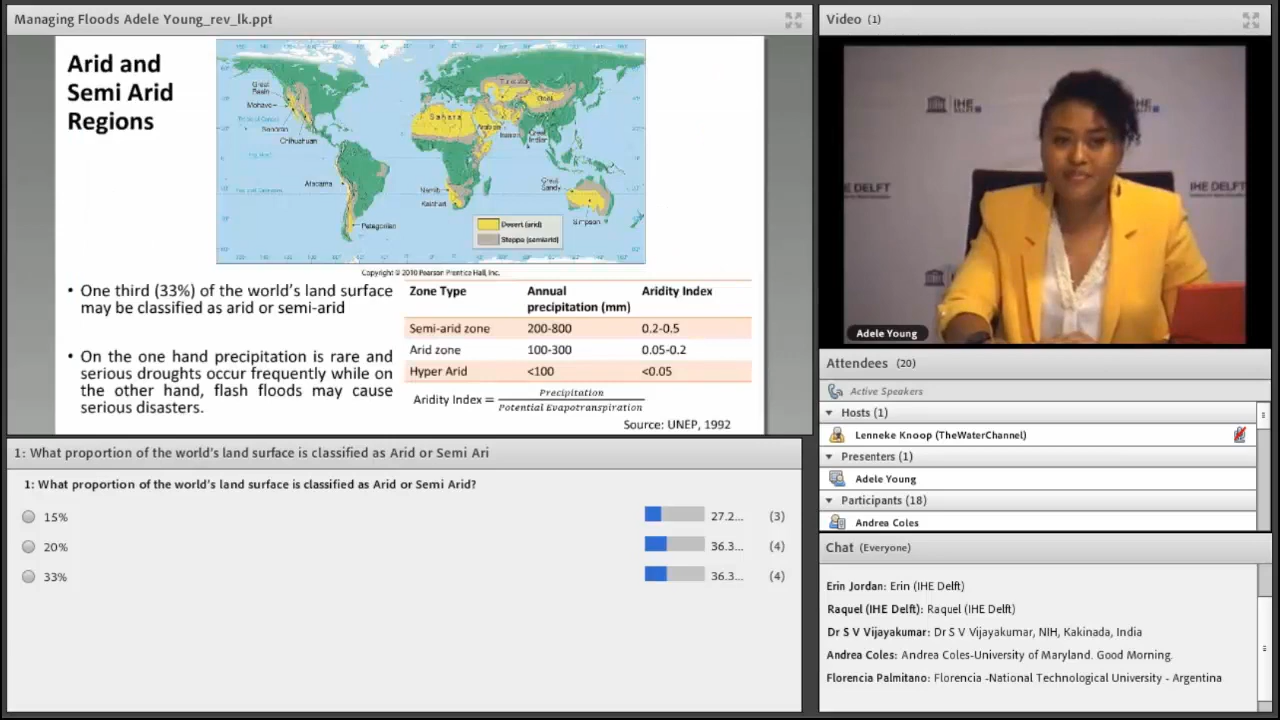 Managing Floods Adele Young_rev_lk.ppt
Arid and
Semi Arid
Regions
Great
Basin
Mohave
Sonoran
Chihuahuan
Atacama
Patagonian
Sahara
Arabian
Iranian
Great
Indian
Gobi
Namib
Kalahari
Great
Sandy
Simpson
Desert (arid)
Steppe (semiarid)
Copyright © 2010 Pearson Prentice Hall, Inc.
• One third (33%) of the world's land surface
may be classified as arid or semi-arid
• On the one hand precipitation is rare and
serious droughts occur frequently while on
the other hand, flash floods may cause
serious disasters.
Zone Type Annual precipitation (mm) Aridity Index
Semi-arid zone 200-800 0.2-0.5
Arid zone 100-300 0.05-0.2
Hyper Arid <100 <0.05
Aridity Index = Precipitation
Potential Evapotranspiration
Source: UNEP, 1992
1: What proportion of the world's land surface is classified as Arid or Semi Ari
1: What proportion of the world's land surface is classified as Arid or Semi Arid?
15% 27.2... (3)
20% 36.3... (4)
33% 36.3... (4)
Video (1)
IHE
DELFT
IHE DELFT
IHE
Adele Young
Attendees (20)
Active Speakers
Hosts (1)
Lenneke Knoop (TheWaterChannel)
Presenters (1)
Adele Young
Participants (18)
Andrea Coles
Chat (Everyone)
Erin Jordan: Erin (IHE Delft)
Raquel (IHE Delft): Raquel (IHE Delft)
Dr S V Vijayakumar: Dr S V Vijayakumar, NIH, Kakinada, India
Andrea Coles: Andrea Coles-University of Maryland. Good Morning.
Florencia Palmitano: Florencia -National Technological University - Argentina